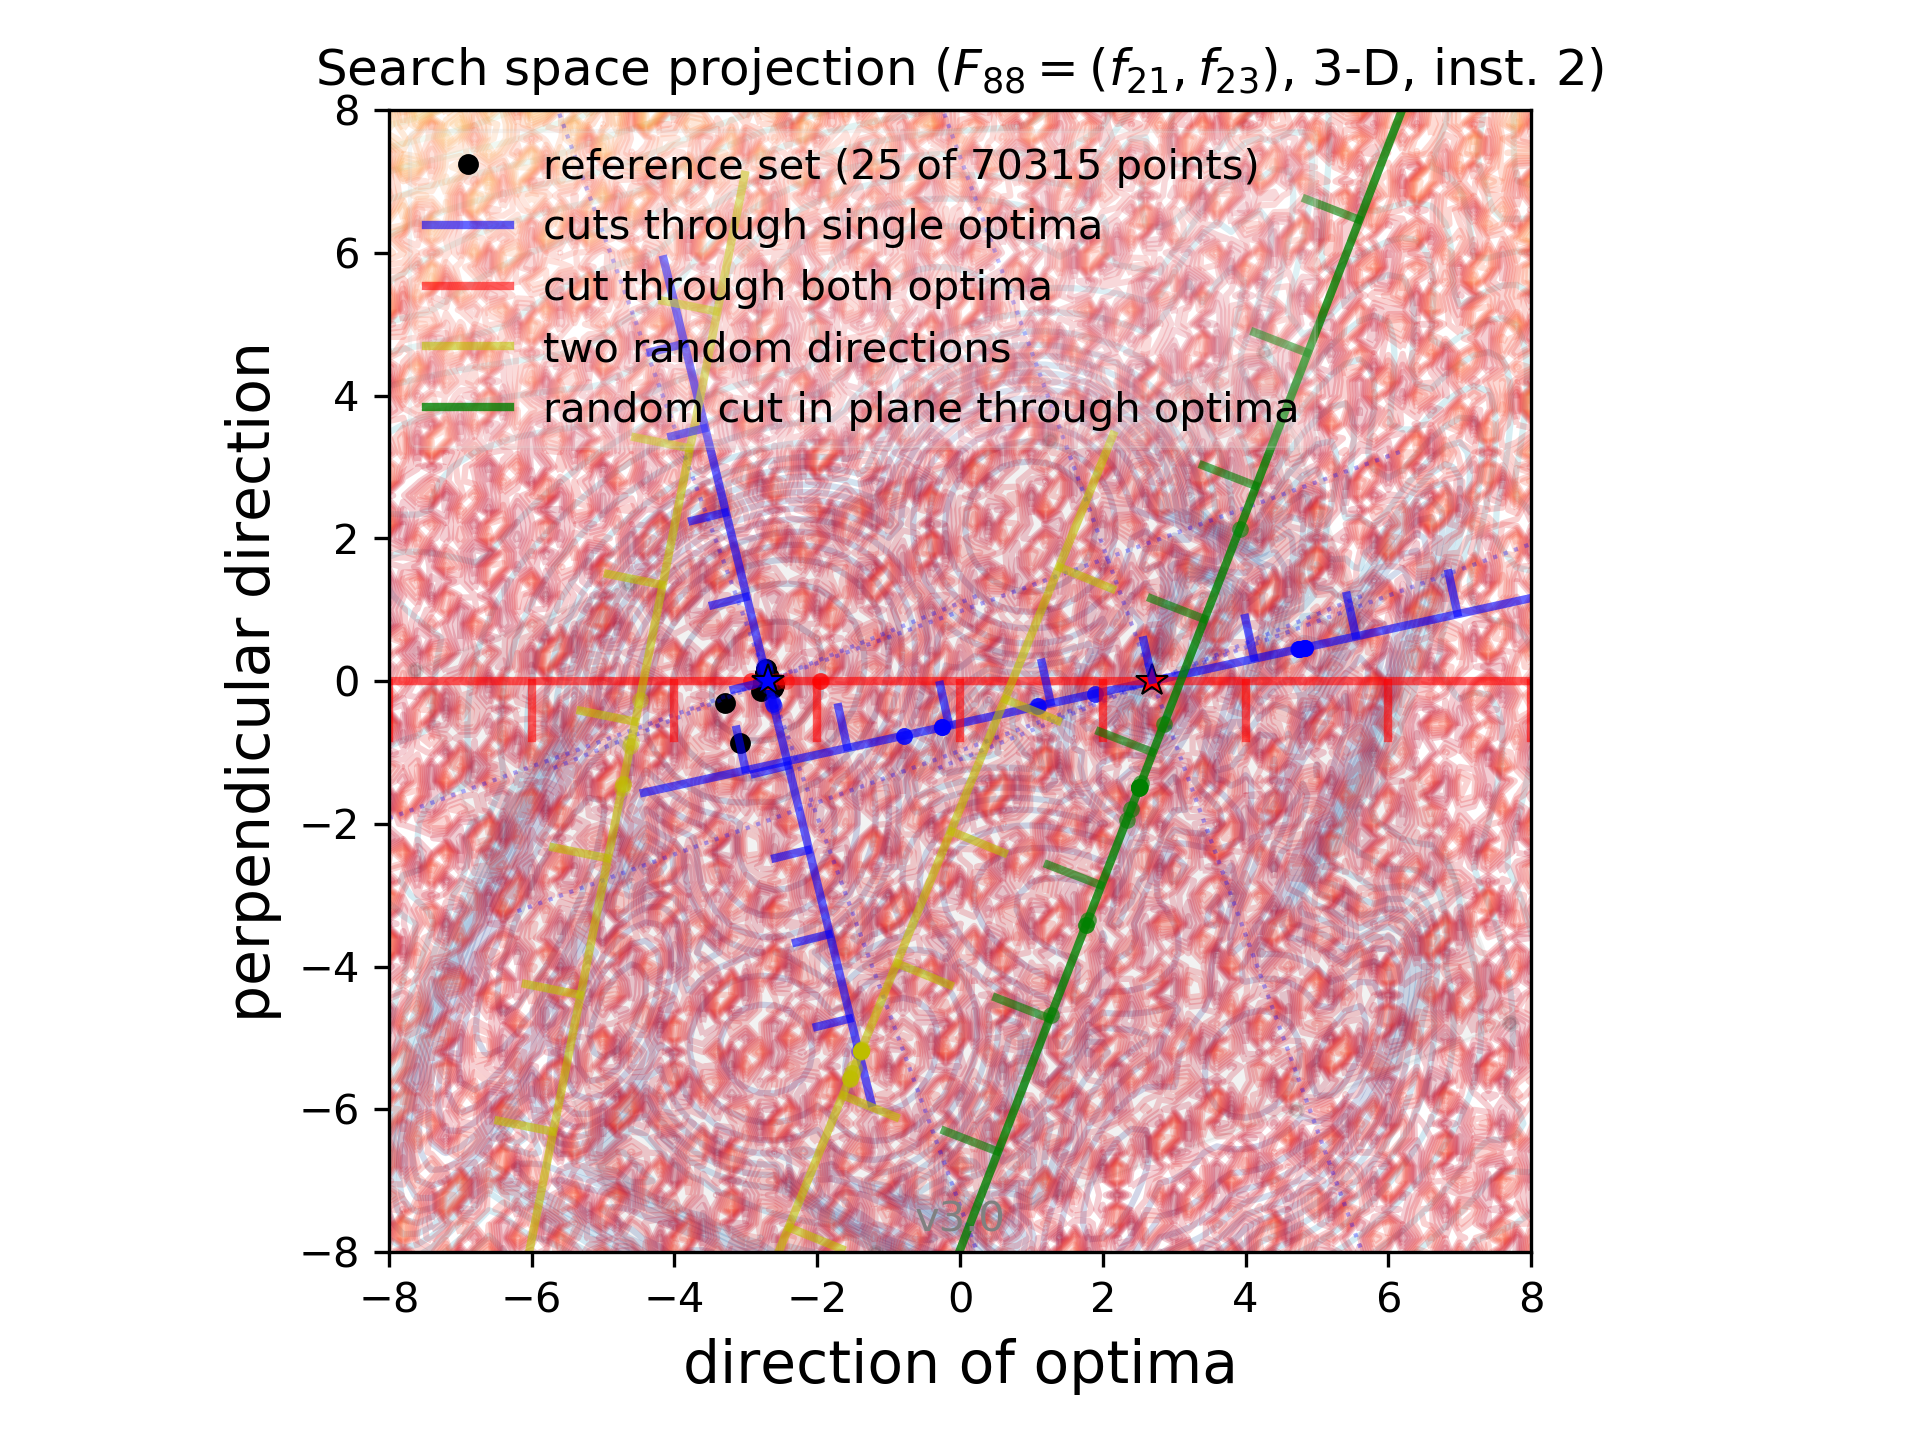 Search space projection (F₈₈ = (f₂₁, f₂₃), 3-D, inst. 2)
8
6
4
2
0
−2
−4
−6
−8
perpendicular direction
reference set (25 of 70315 points)
cuts through single optima
cut through both optima
two random directions
random cut in plane through optima
v3.0
−8 −6 −4 −2 0 2 4 6 8
direction of optima